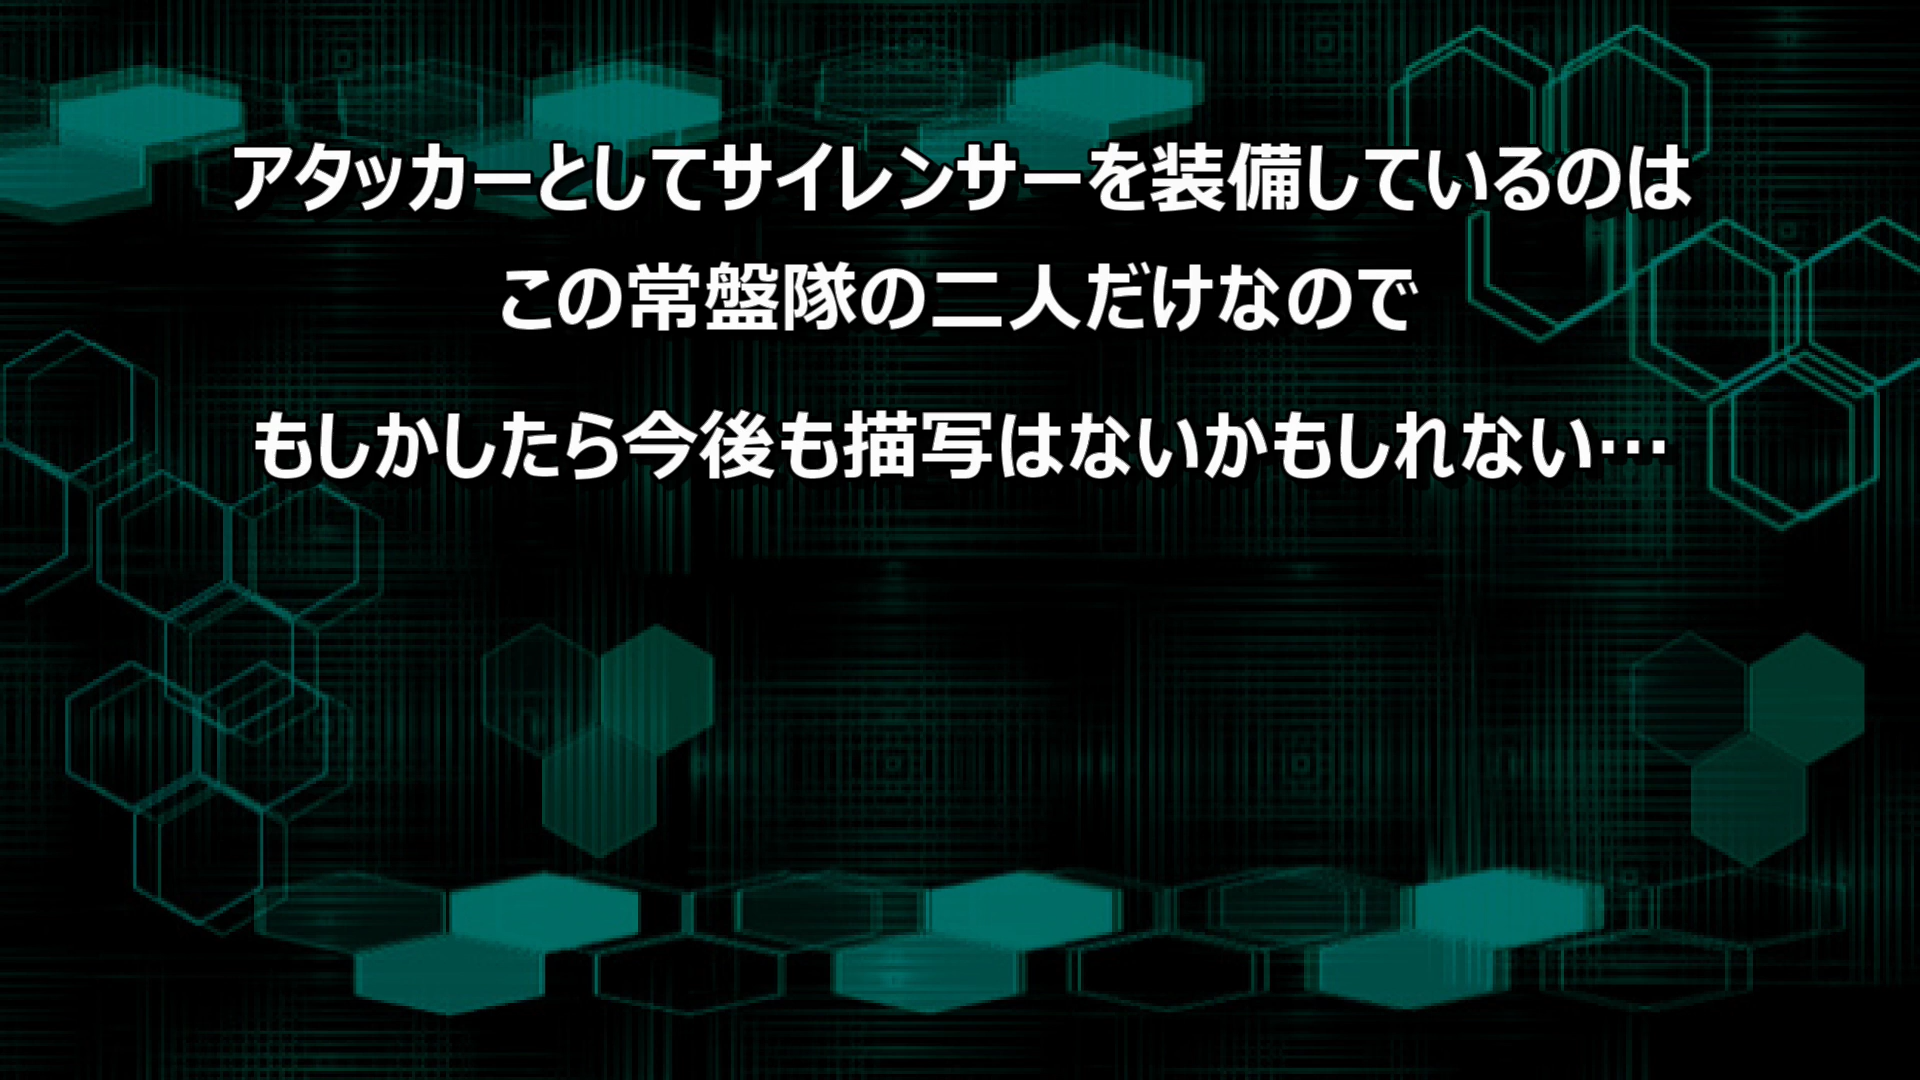 アタッカーとしてサイレンサーを装備しているのは
この常盤隊の二人だけなので
もしかしたら今後も描写はないかもしれない…